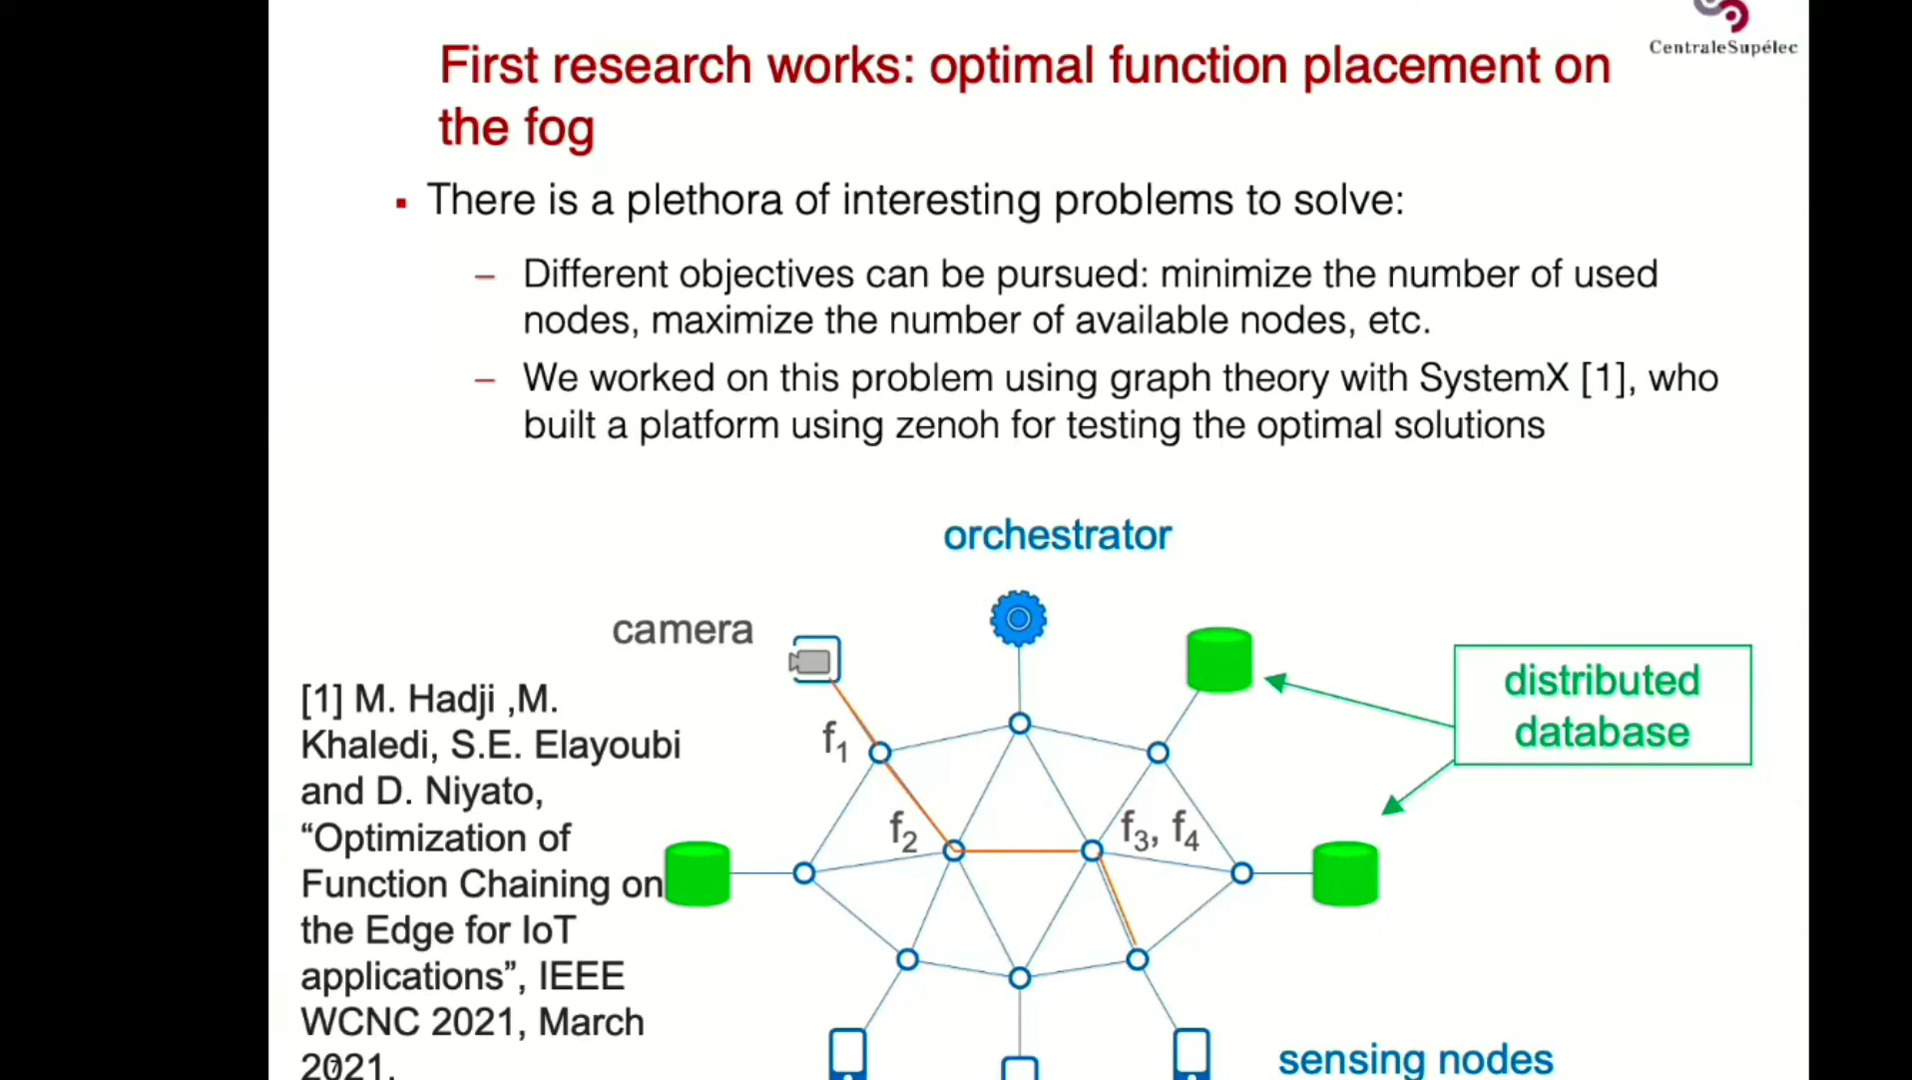 CentraleSupélec
First research works: optimal function placement on
the fog
There is a plethora of interesting problems to solve:
– Different objectives can be pursued: minimize the number of used
nodes, maximize the number of available nodes, etc.
– We worked on this problem using graph theory with SystemX [1], who
built a platform using zenoh for testing the optimal solutions
orchestrator
camera
distributed
database
f1
f2
f3, f4
[1] M. Hadji ,M.
Khaledi, S.E. Elayoubi
and D. Niyato,
“Optimization of
Function Chaining on
the Edge for IoT
applications”, IEEE
WCNC 2021, March
2021.
sensing nodes